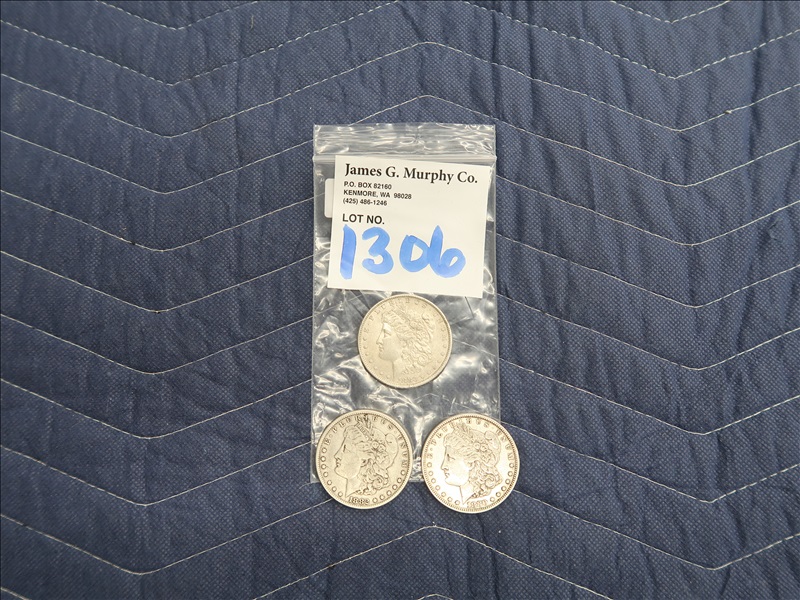 James G. Murphy Co.
P.O. BOX 82160
KENMORE, WA 98028
(425) 486-1246
LOT NO.
1306